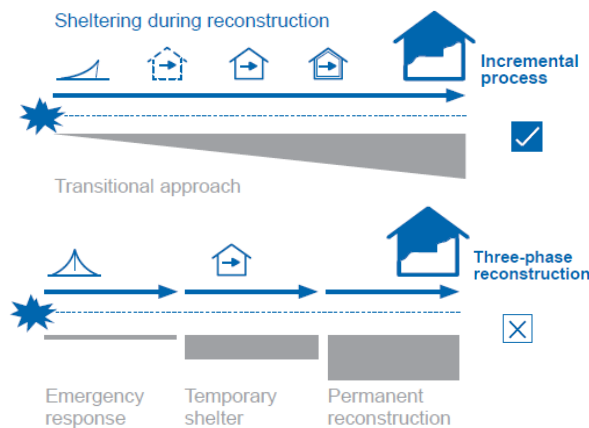 Sheltering during reconstruction
Incremental
process
Transitional approach
Three-phase
reconstruction
Emergency
response
Temporary
shelter
Permanent
reconstruction